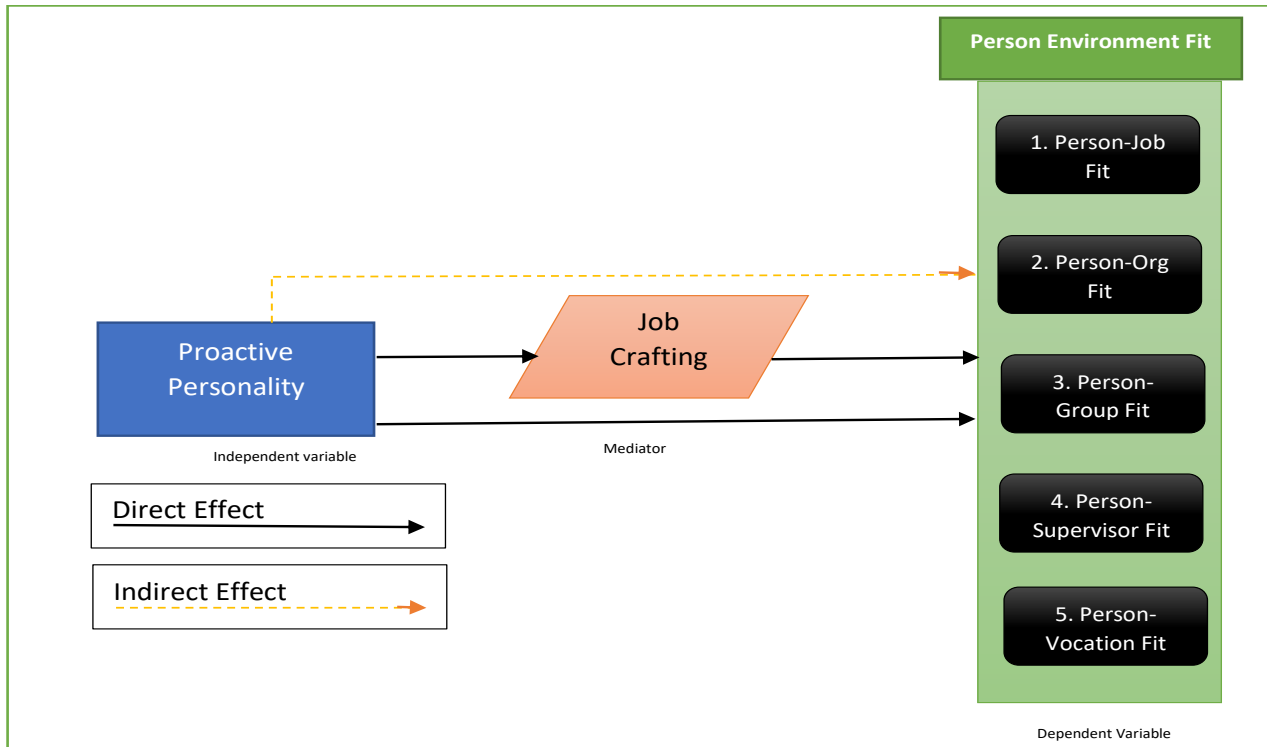 Person Environment Fit
1. Person-Job
Fit
2. Person-Org
Fit
Job
Crafting
Proactive
Personality
3. Person-
Group Fit
Independent variable
Mediator
Direct Effect
4. Person-
Supervisor Fit
Indirect Effect
5. Person-
Vocation Fit
Dependent Variable